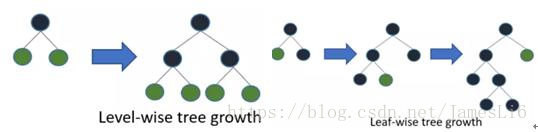 Level-wise tree growth
Leaf-wise tree growth
https://blog.csdn.net/JamesLi6